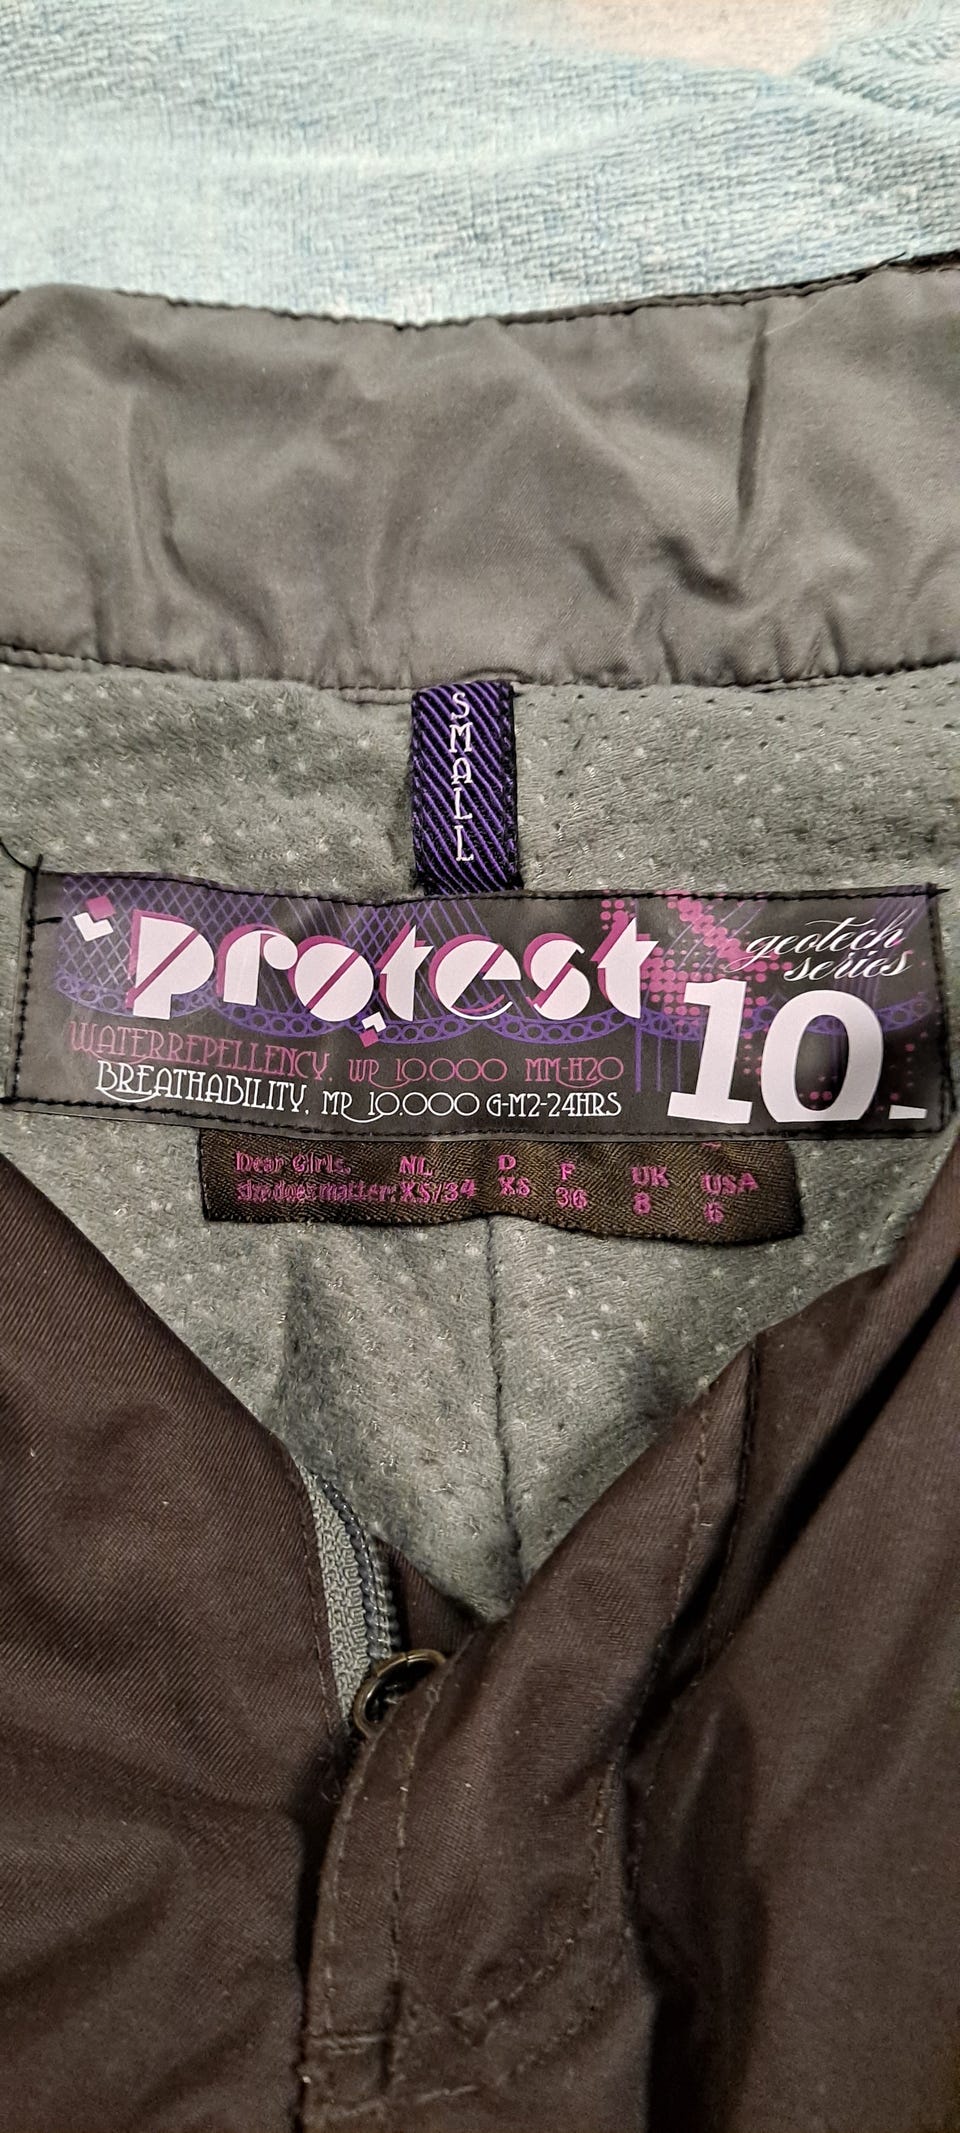 SMALL
protest
geotech
series
10.
WATERREPELLENCY. WP 10.000 MM-H2O
BREATHABILITY. MP 10.000 G-M2-24HRS
Dear Girls, NL D F UK USA
Size does matter: XS/34 XS 36 8 6